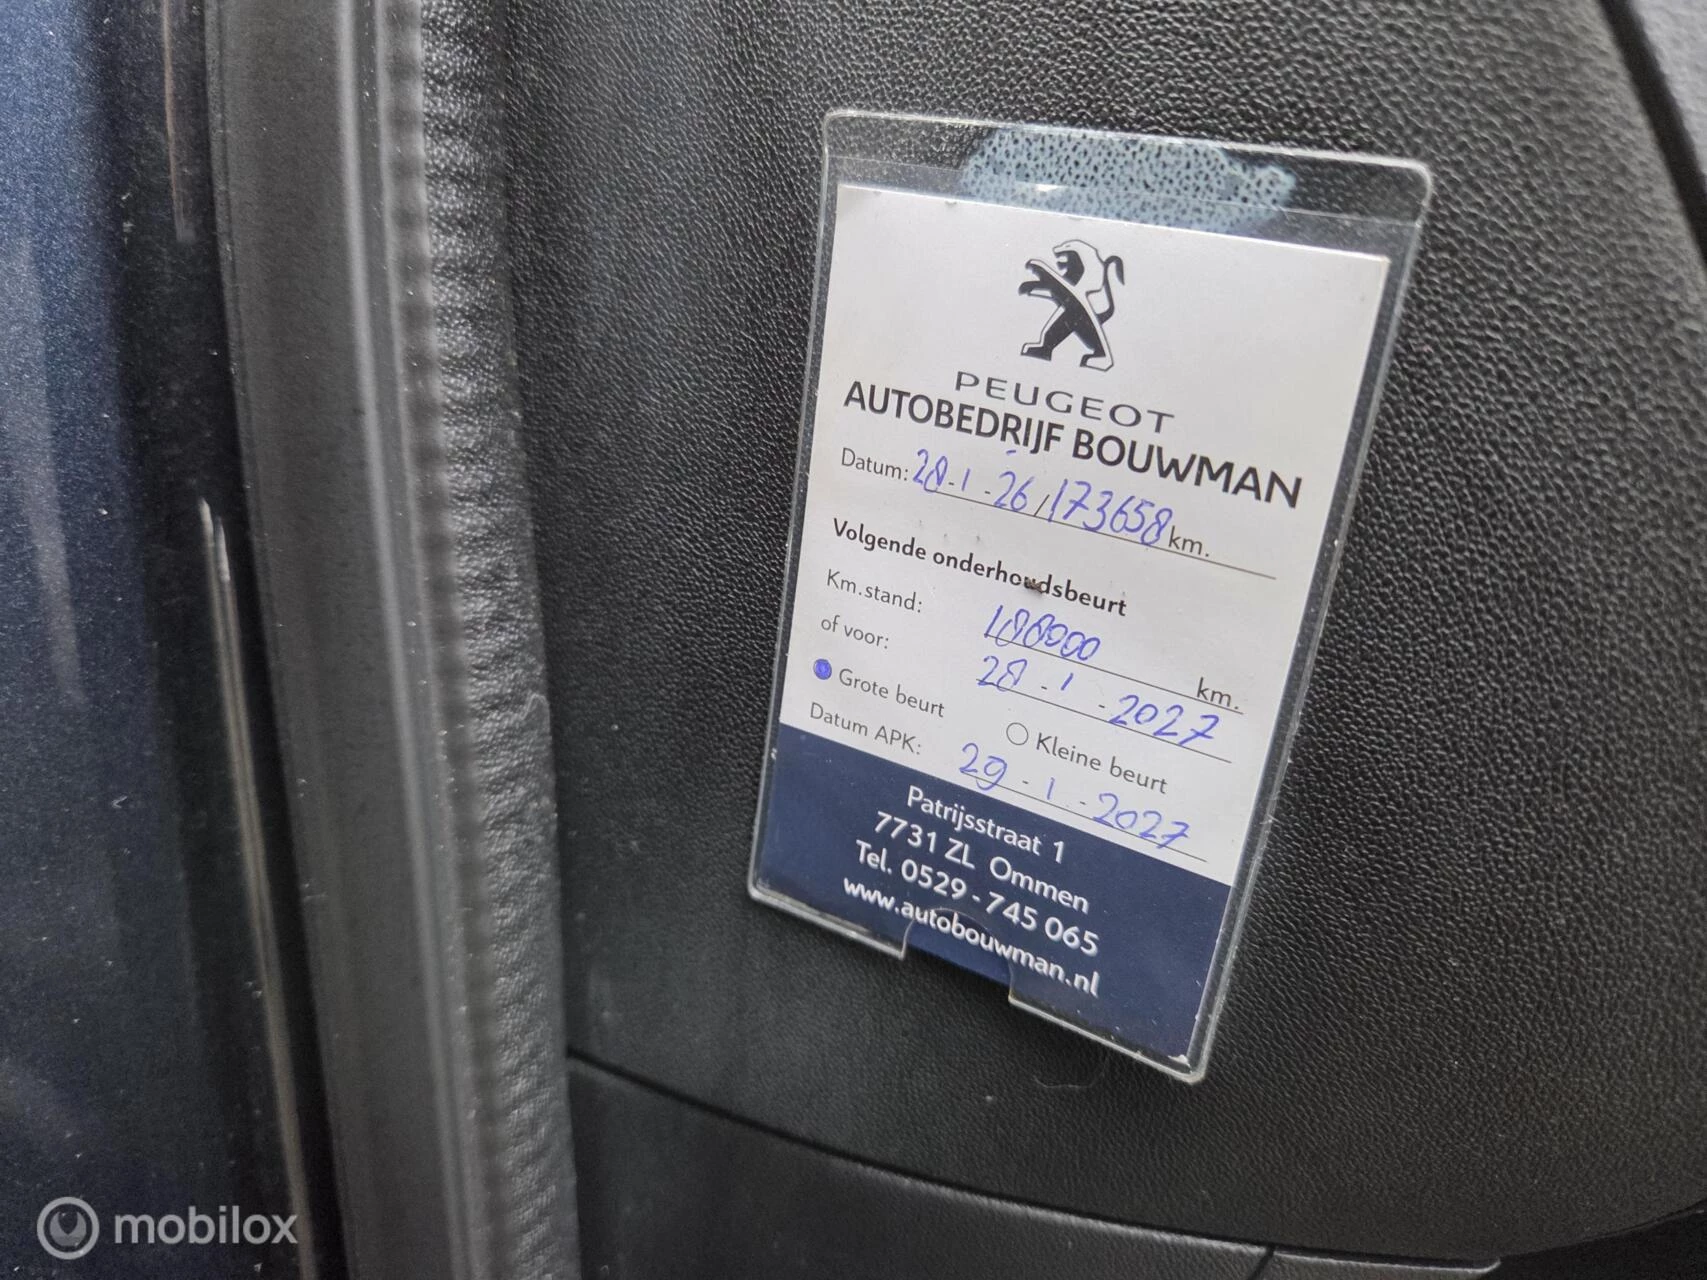 PEUGEOT
AUTOBEDRIJF BOUWMAN
Datum: 28-1-26/173658 km.
Volgende onderhoudsbeurt
Km.stand: 188000 km.
of voor: 28-1-2027
Grote beurt Kleine beurt
Datum APK: 29-1-2027
Patrijsstraat 1
7731 ZL Ommen
Tel. 0529-745 065
www.autobouwman.nl
mobilox